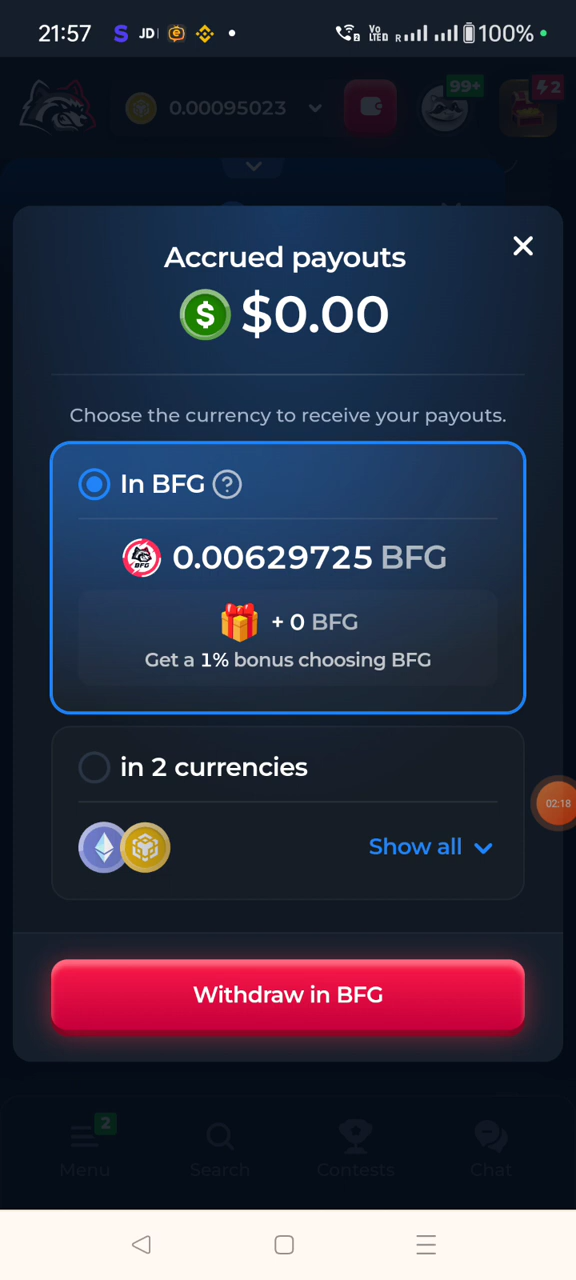 21:57 S JD 100%
0.00095023 99+ 2
Accrued payouts
$ $0.00
Choose the currency to receive your payouts.
In BFG ?
BFG 0.00629725 BFG
+ 0 BFG
Get a 1% bonus choosing BFG
in 2 currencies
02:18
Show all
Withdraw in BFG
2
Menu Search Contests Chat